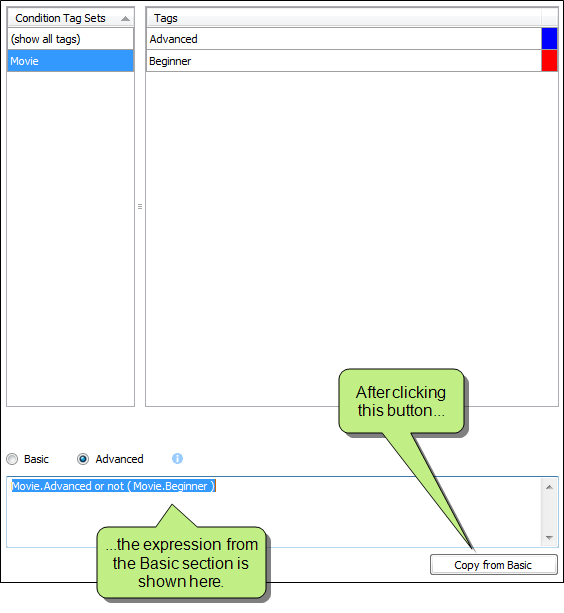 Condition Tag Sets
Tags
(show all tags)
Advanced
Movie
Beginner
After clicking
this button...
Basic
Advanced
Movie.Advanced or not ( Movie.Beginner )
...the expression from
the Basic section is
shown here.
Copy from Basic